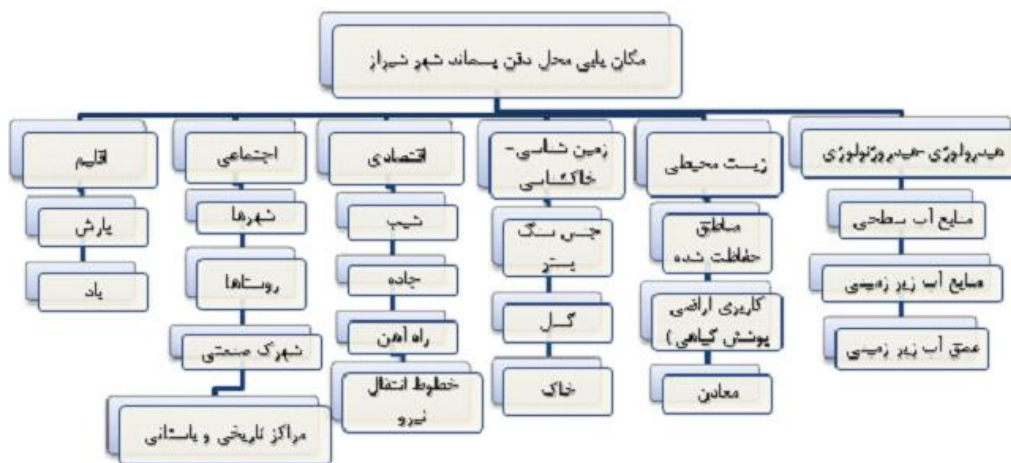 مکان یابی محل دفن پسماند شهر شیراز
هیدرولوژی-هیدروژئولوژی
منابع آب سطحی
منابع آب زیر زمینی
عمق آب زیر زمینی
زیست محیطی
مناطق
حفاظت شده
کاربری اراضی
پوشش گیاهی)
معادن
زمین شناسی-
خاکشناسی
جنس سنگ
بستر
گسل
خاک
اقتصادی
شیب
جاده
راه آهن
خطوط انتقال
نیرو
اجتماعی
شهرها
روستاها
شهرک صنعتی
مراکز تاریخی و باستانی
اقلیم
بارش
باد